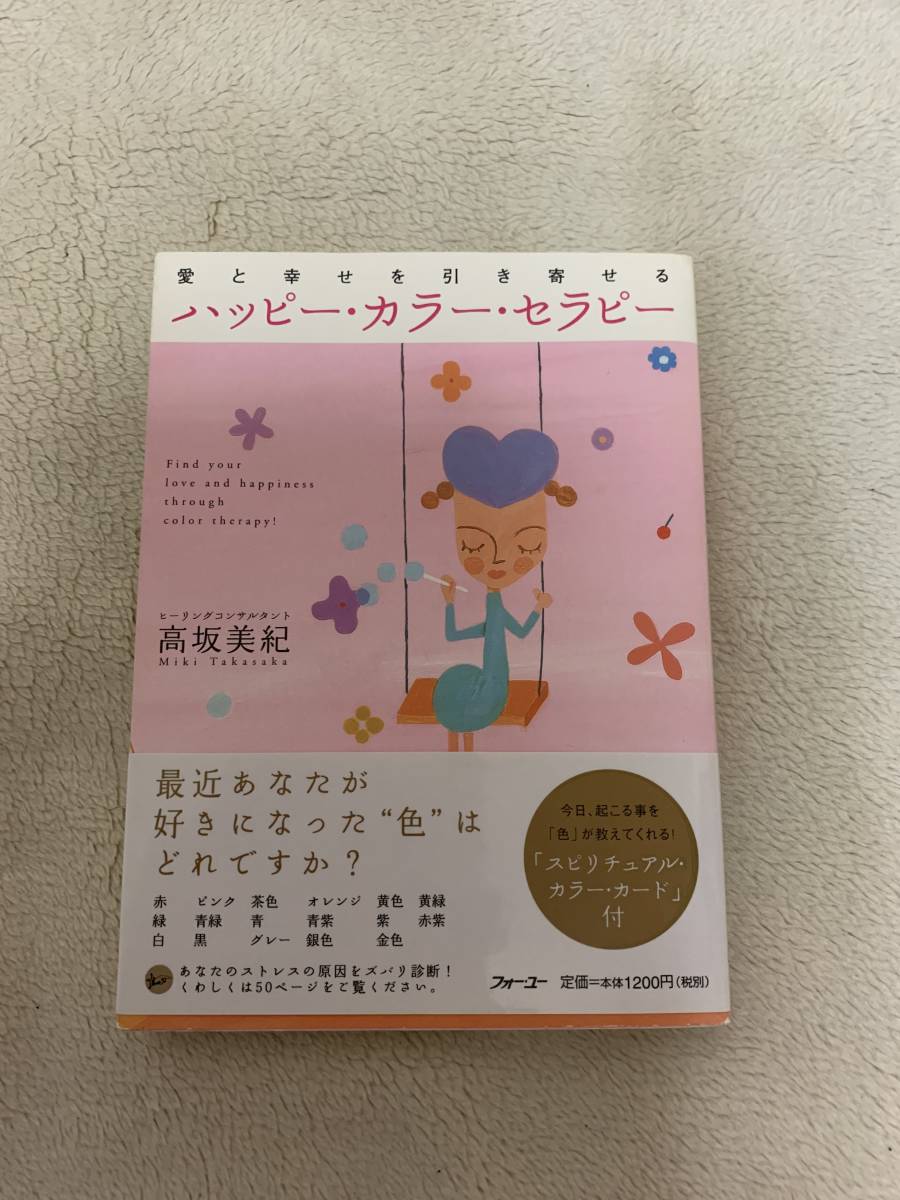 愛と幸せを引き寄せる
ハッピー・カラー・セラピー
Find your
love and happiness
through
color therapy!
ヒーリングコンサルタント
高坂美紀
Miki Takasaka
最近あなたが
好きになった“色”は
どれですか？
赤 ピンク 茶色 オレンジ 黄色 黄緑
緑 青緑 青 青紫 紫 赤紫
白 黒 グレー 銀色 金色
あなたのストレスの原因をズバリ診断！
くわしくは50ページをご覧ください。
今日、起こる事を
「色」が教えてくれる!
「スピリチュアル・
カラー・カード」
付
フォー・ユー 定価＝本体1200円（税別）